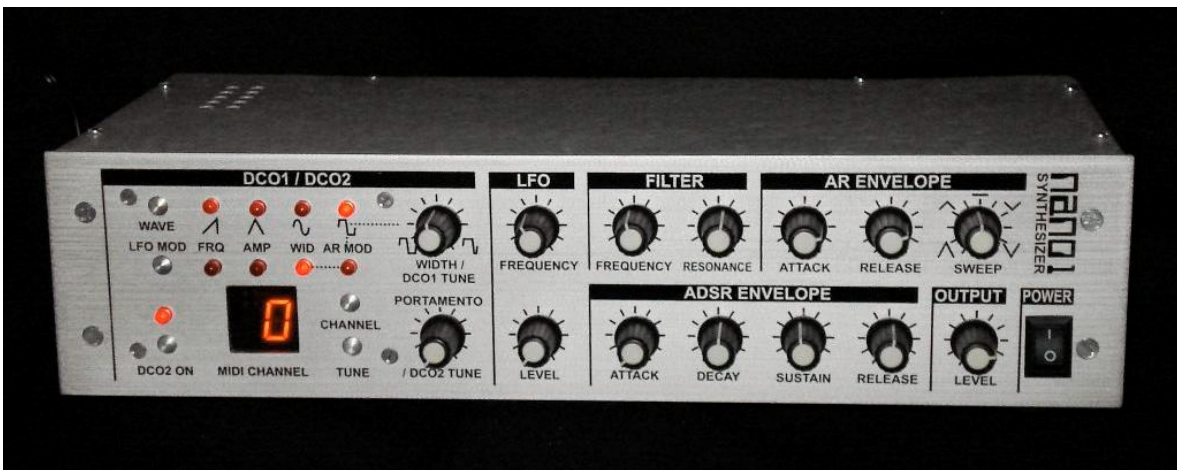 DCO1 / DCO2
WAVE
LFO MOD FRQ AMP WID AR MOD
WIDTH /
DCO1 TUNE
PORTAMENTO
/ DCO2 TUNE
0
CHANNEL
TUNE
DCO2 ON
MIDI CHANNEL
LFO
FREQUENCY
LEVEL
FILTER
FREQUENCY RESONANCE
AR ENVELOPE
ATTACK RELEASE SWEEP
ADSR ENVELOPE
ATTACK DECAY SUSTAIN RELEASE
OUTPUT
LEVEL
POWER
I
O
nano1
SYNTHESIZER